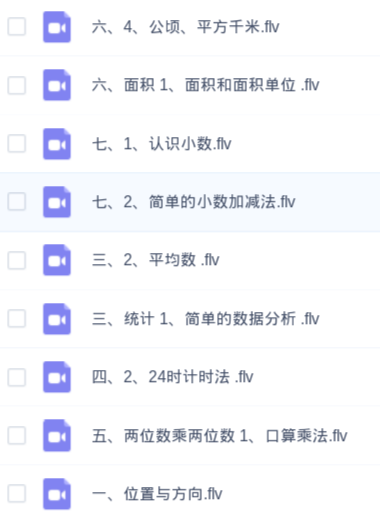 六、4、公顷、平方千米.flv
六、面积 1、面积和面积单位 .flv
七、1、认识小数.flv
七、2、简单的小数加减法.flv
三、2、平均数 .flv
三、统计 1、简单的数据分析 .flv
四、2、24时计时法 .flv
五、两位数乘两位数 1、口算乘法.flv
一、位置与方向.flv